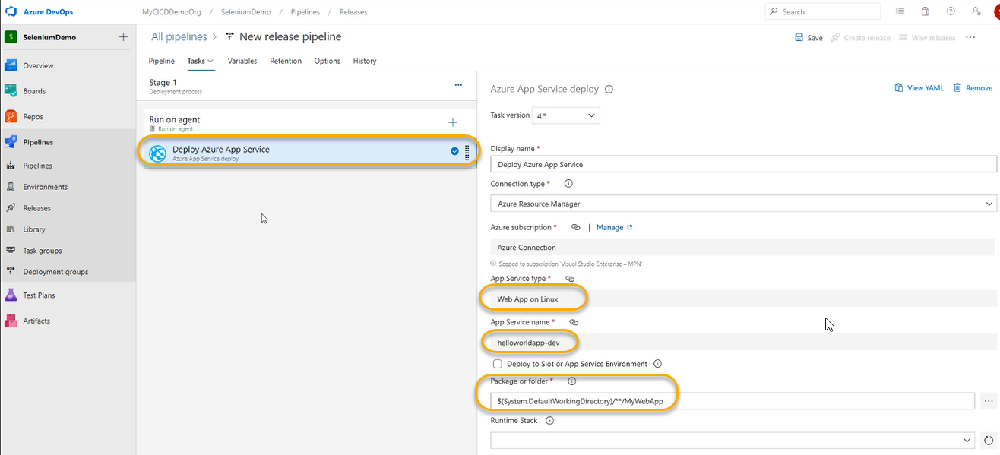 Azure DevOps
MyCICDDemoOrg / SeleniumDemo / Pipelines / Releases
Search
S SeleniumDemo
Overview
Boards
Repos
Pipelines
Pipelines
Environments
Releases
Library
Task groups
Deployment groups
Test Plans
Artifacts
All pipelines > New release pipeline
Save
Create release
View releases
Pipeline
Tasks
Variables
Retention
Options
History
Stage 1
Deployment process
Run on agent
Run on agent
Deploy Azure App Service
Azure App Service deploy
Azure App Service deploy
View YAML
Remove
Task version 4.*
Display name *
Deploy Azure App Service
Connection type *
Azure Resource Manager
Azure subscription * | Manage
Azure Connection
Scoped to subscription 'Visual Studio Enterprise – MPN'
App Service type *
Web App on Linux
App Service name *
helloworldapp-dev
Deploy to Slot or App Service Environment
Package or folder *
$(System.DefaultWorkingDirectory)/**/MyWebApp
Runtime Stack